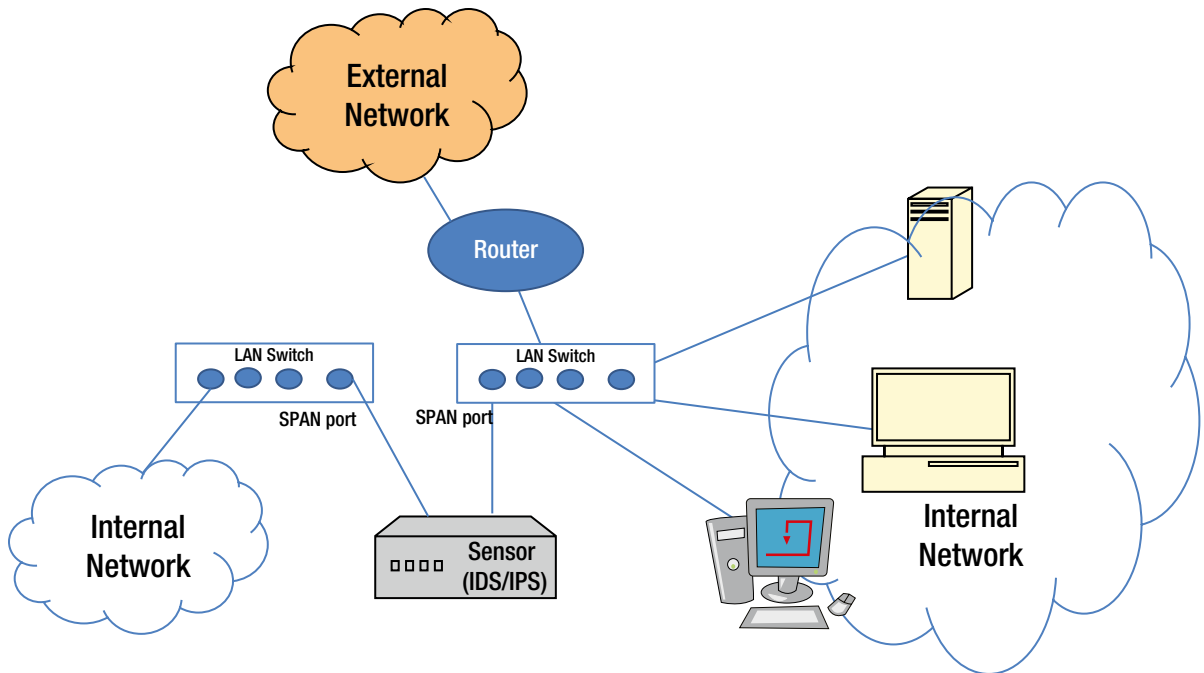 External
Network
Router
LAN Switch
LAN Switch
SPAN port
SPAN port
Internal
Network
Sensor
(IDS/IPS)
Internal
Network